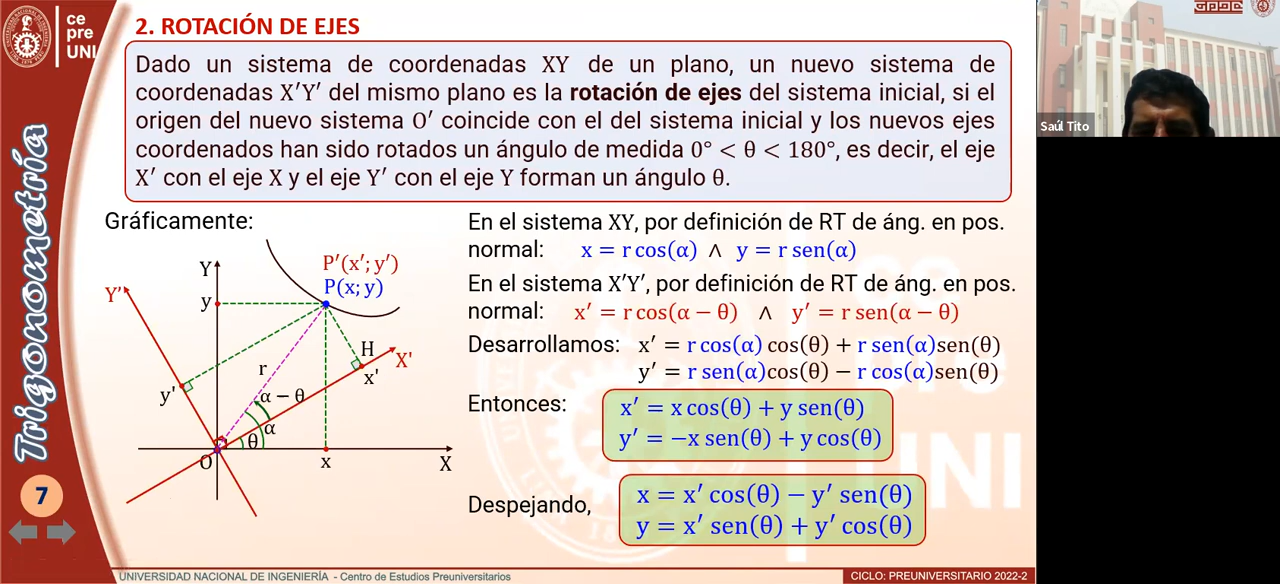 ce
pre
UNI
2. ROTACIÓN DE EJES
Dado un sistema de coordenadas XY de un plano, un nuevo sistema de
coordenadas X′Y′ del mismo plano es la rotación de ejes del sistema inicial, si el
origen del nuevo sistema O′ coincide con el del sistema inicial y los nuevos ejes
coordenados han sido rotados un ángulo de medida 0° < θ < 180°, es decir, el eje
X′ con el eje X y el eje Y′ con el eje Y forman un ángulo θ.
Saúl Tito
Trigonometría
Gráficamente:
P′(x′; y′)
P(x; y)
Y
Y'
y
H
X'
x'
r
y'
α − θ
α
θ
O
x
X
En el sistema XY, por definición de RT de áng. en pos.
normal: x = r cos(α) ∧ y = r sen(α)
En el sistema X′Y′, por definición de RT de áng. en pos.
normal: x′ = r cos(α − θ) ∧ y′ = r sen(α − θ)
Desarrollamos: x′ = r cos(α) cos(θ) + r sen(α)sen(θ)
y′ = r sen(α)cos(θ) − r cos(α)sen(θ)
Entonces: x′ = x cos(θ) + y sen(θ)
y′ = −x sen(θ) + y cos(θ)
Despejando, x = x′ cos(θ) − y′ sen(θ)
y = x′ sen(θ) + y′ cos(θ)
7
UNIVERSIDAD NACIONAL DE INGENIERÍA - Centro de Estudios Preuniversitarios
CICLO: PREUNIVERSITARIO 2022-2